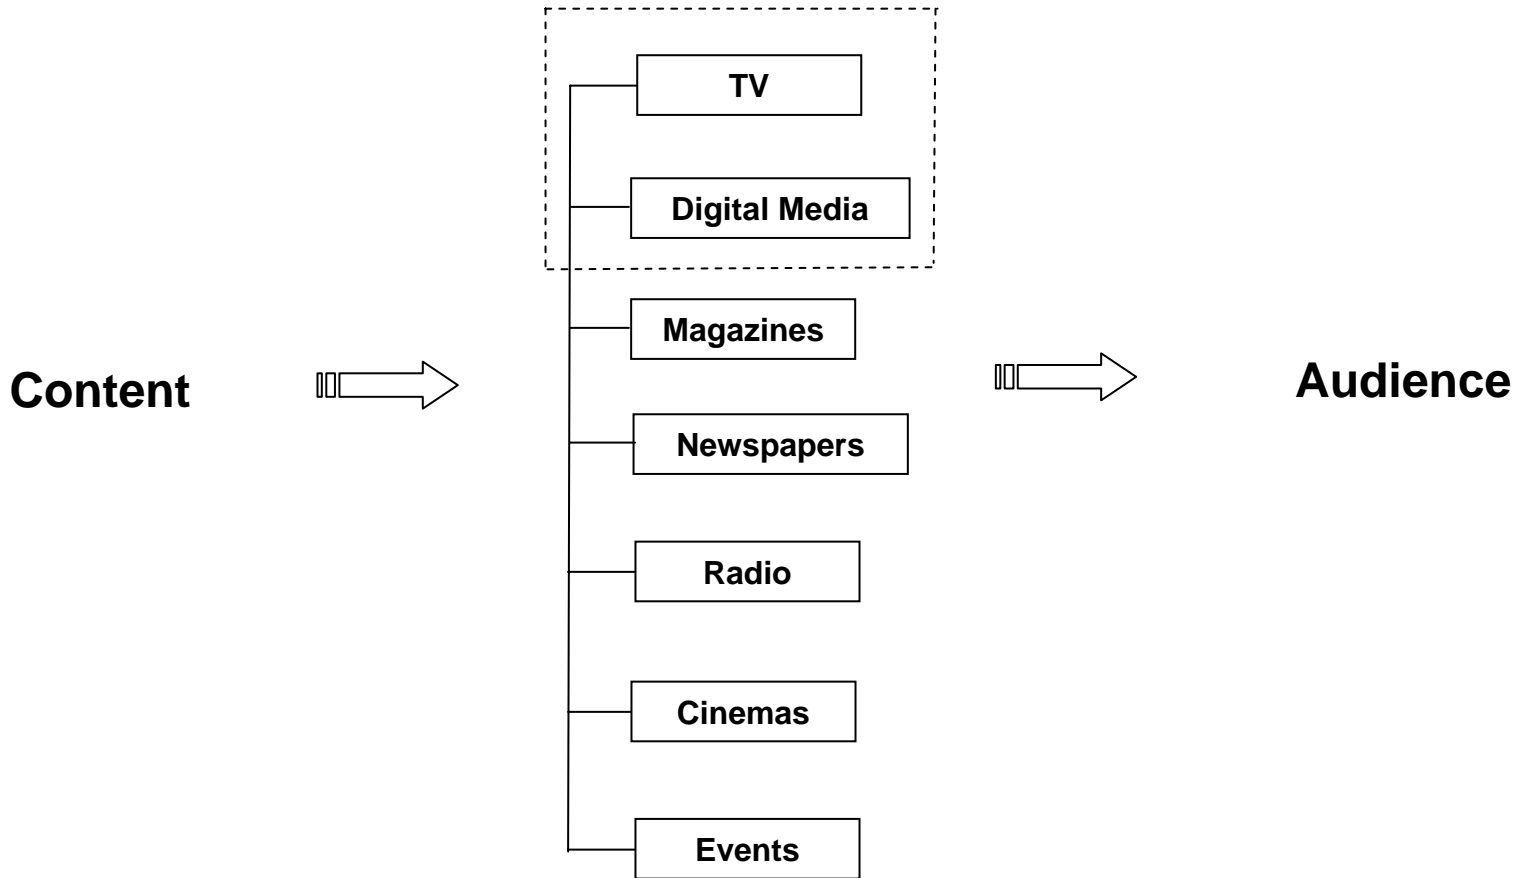 TV
Digital Media
Magazines
Content
Audience
Newspapers
Radio
Cinemas
Events